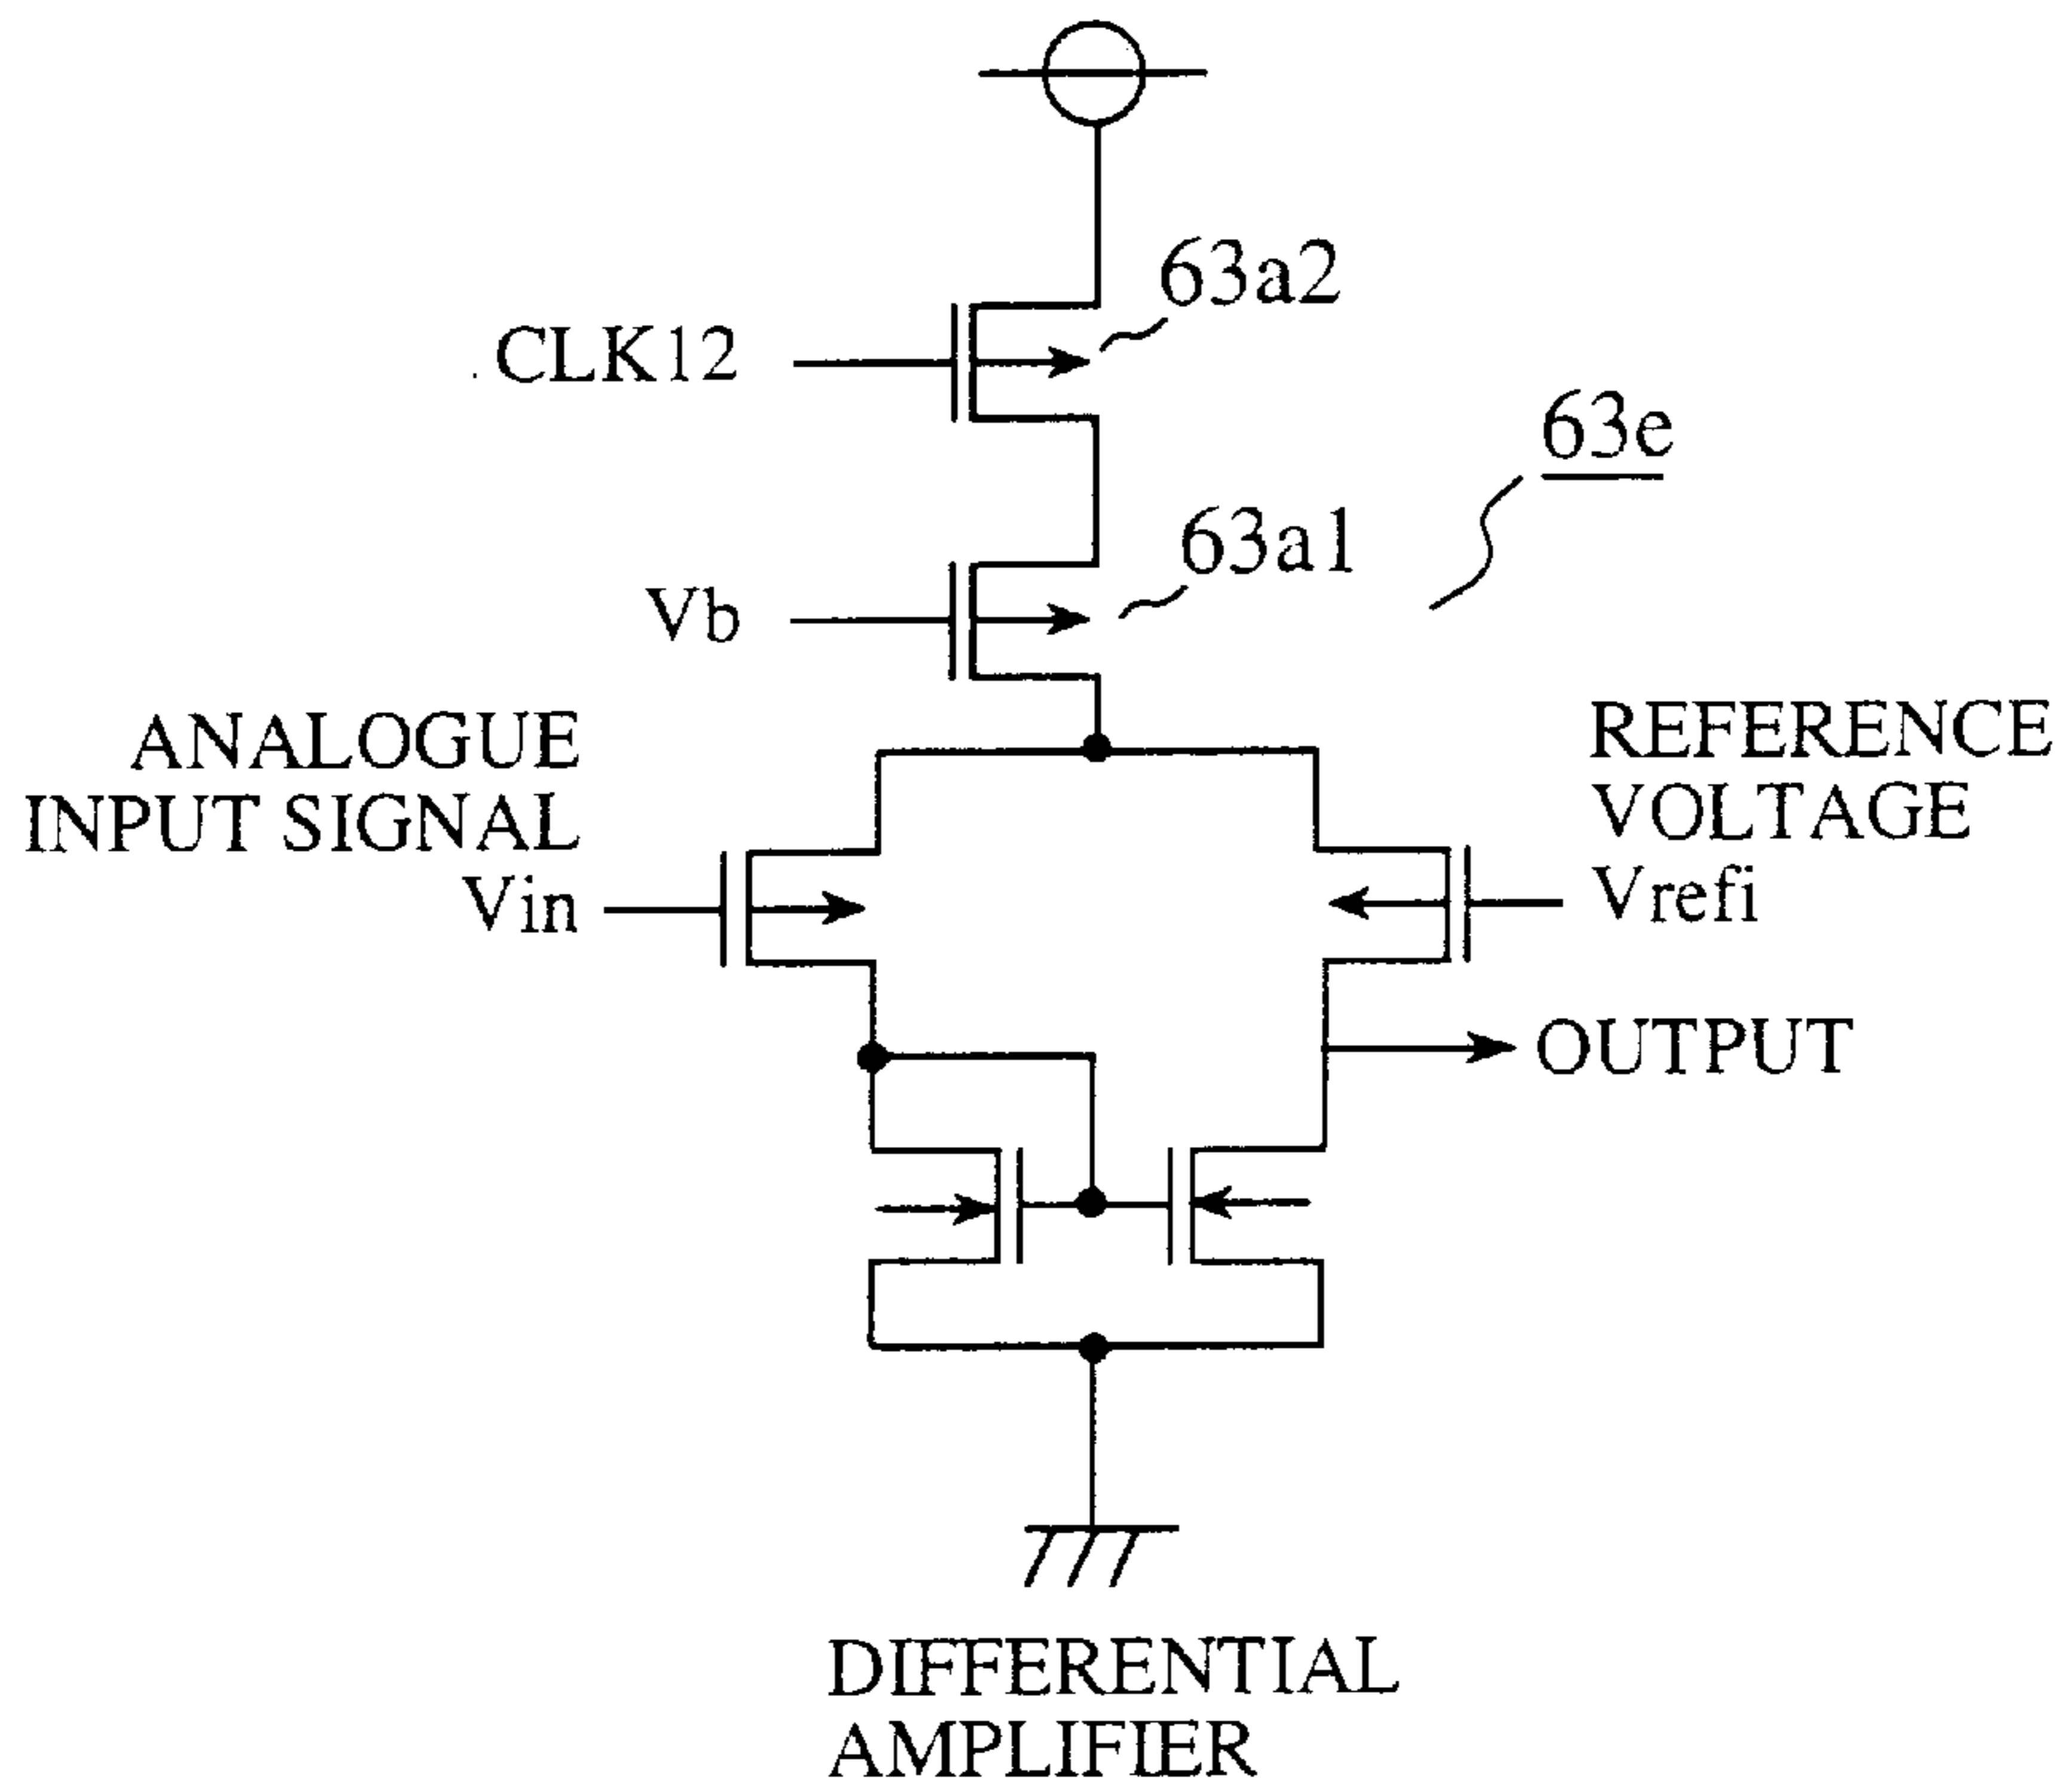 63a2
CLK12
63e
63a1
Vb
ANALOGUE
INPUT SIGNAL
Vin
REFERENCE
VOLTAGE
Vrefi
OUTPUT
DIFFERENTIAL
AMPLIFIER